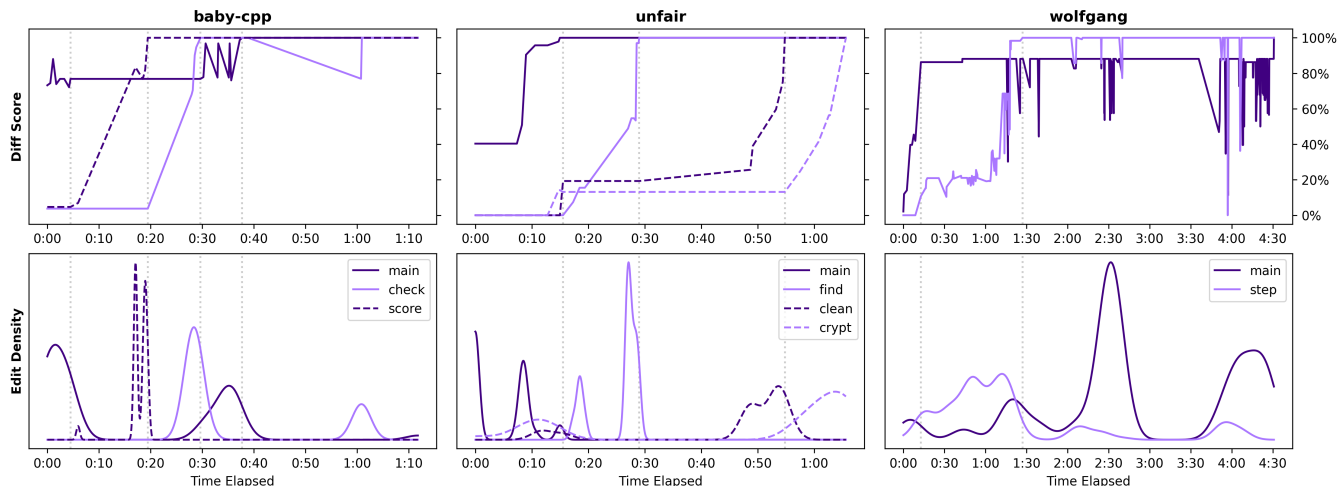 baby-cpp
unfair
wolfgang
Diff Score
0:00 0:10 0:20 0:30 0:40 0:50 1:00 1:10
0:00 0:10 0:20 0:30 0:40 0:50 1:00
0:00 0:30 1:00 1:30 2:00 2:30 3:00 3:30 4:00 4:30
100%
80%
60%
40%
20%
0%
Edit Density
main
check
score
main
find
clean
crypt
main
step
0:00 0:10 0:20 0:30 0:40 0:50 1:00 1:10
0:00 0:10 0:20 0:30 0:40 0:50 1:00
0:00 0:30 1:00 1:30 2:00 2:30 3:00 3:30 4:00 4:30
Time Elapsed
Time Elapsed
Time Elapsed